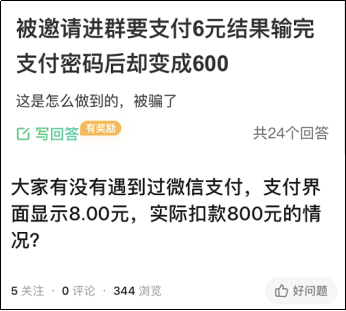 被邀请进群要支付6元结果输完
支付密码后却变成600
这是怎么做到的，被骗了
写回答 有奖励 共24个回答
大家有没有遇到过微信支付，支付界
面显示8.00元，实际扣款800元的情
况?
5 关注 · 0 评论 · 344 浏览 好问题